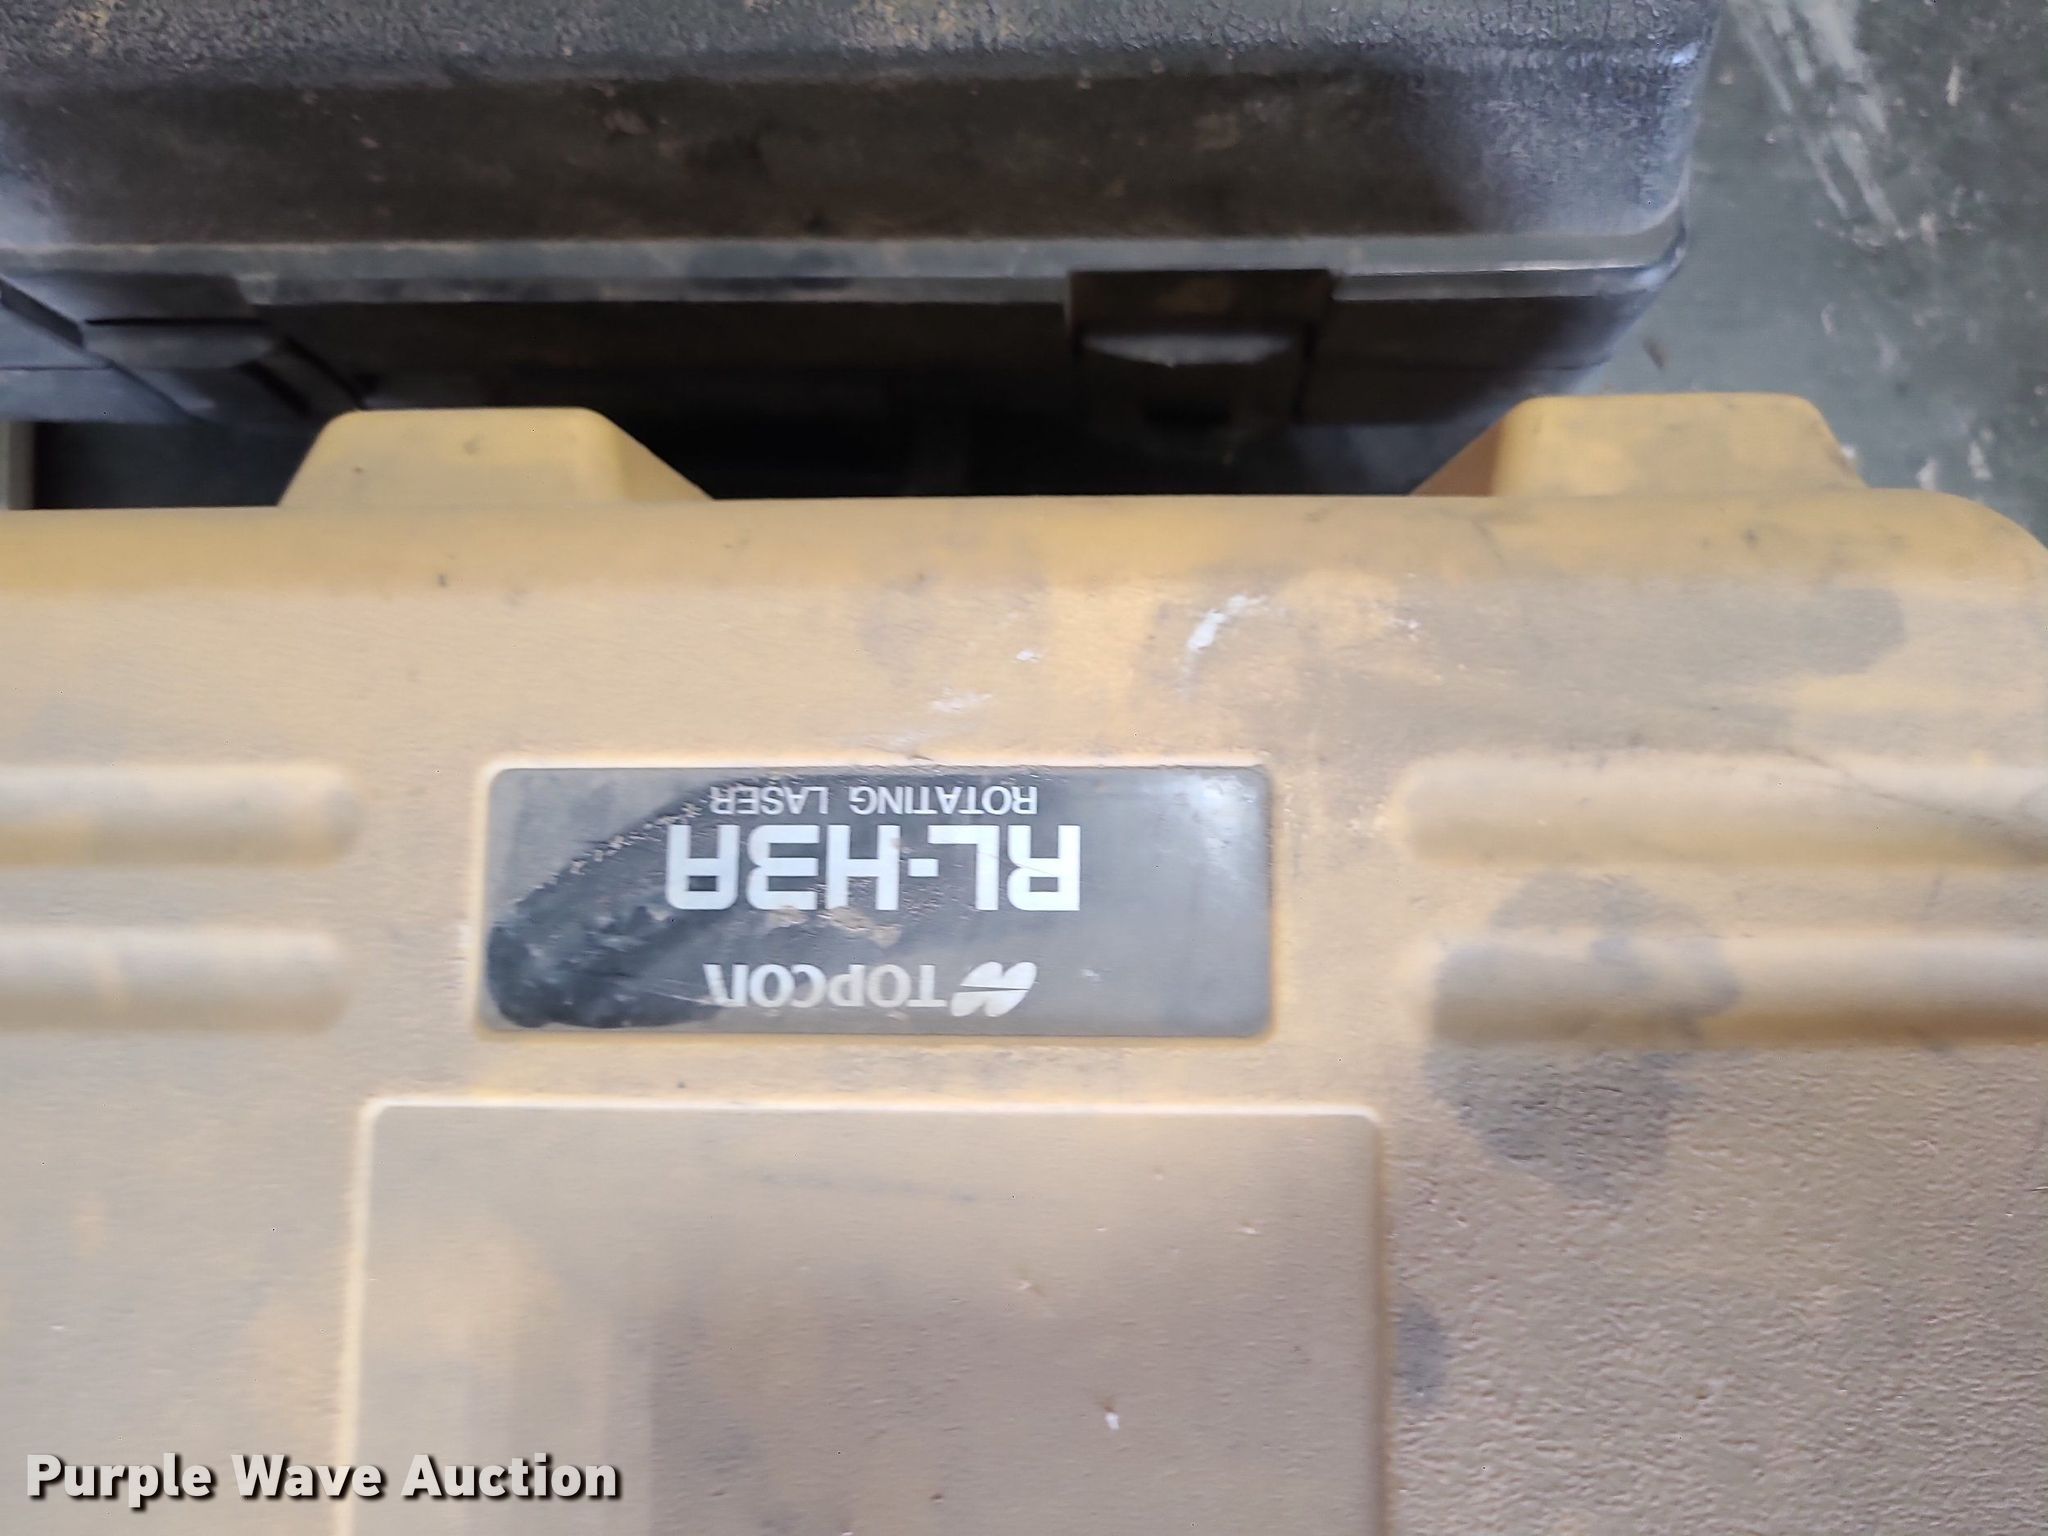 TOPCON
RL-H3A
ROTATING LASER
Purple Wave Auction